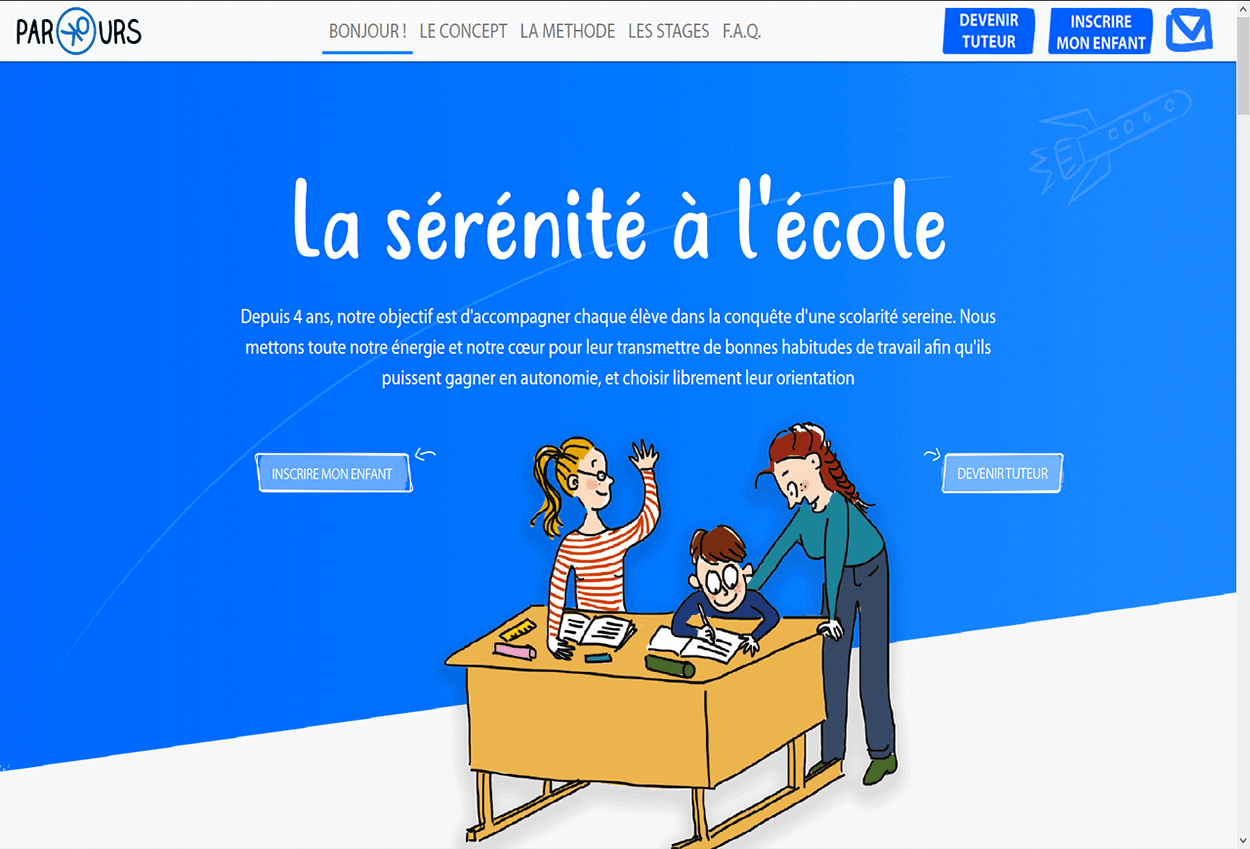 PARKOURS
BONJOUR ! LE CONCEPT LA METHODE LES STAGES F.A.Q.
DEVENIR
TUTEUR
INSCRIRE
MON ENFANT
La sérénité à l'école
Depuis 4 ans, notre objectif est d'accompagner chaque élève dans la conquête d'une scolarité sereine. Nous
mettons toute notre énergie et notre cœur pour leur transmettre de bonnes habitudes de travail afin qu'ils
puissent gagner en autonomie, et choisir librement leur orientation
INSCRIRE MON ENFANT
DEVENIR TUTEUR